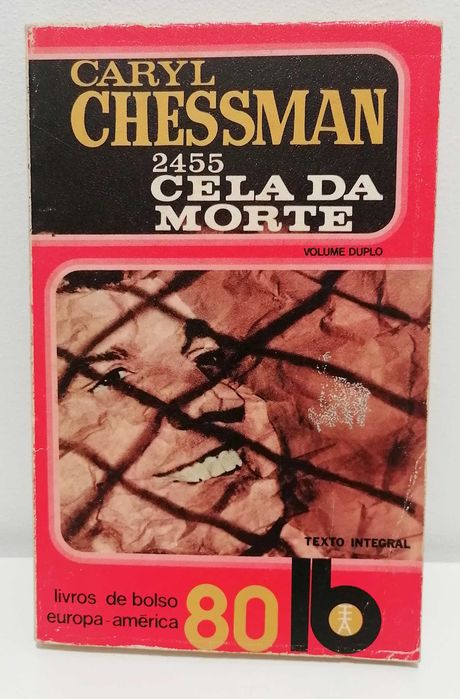 CARYL
CHESSMAN
2455
CELA DA
MORTE
VOLUME DUPLO
TEXTO INTEGRAL
livros de bolso
europa-américa
80 lb